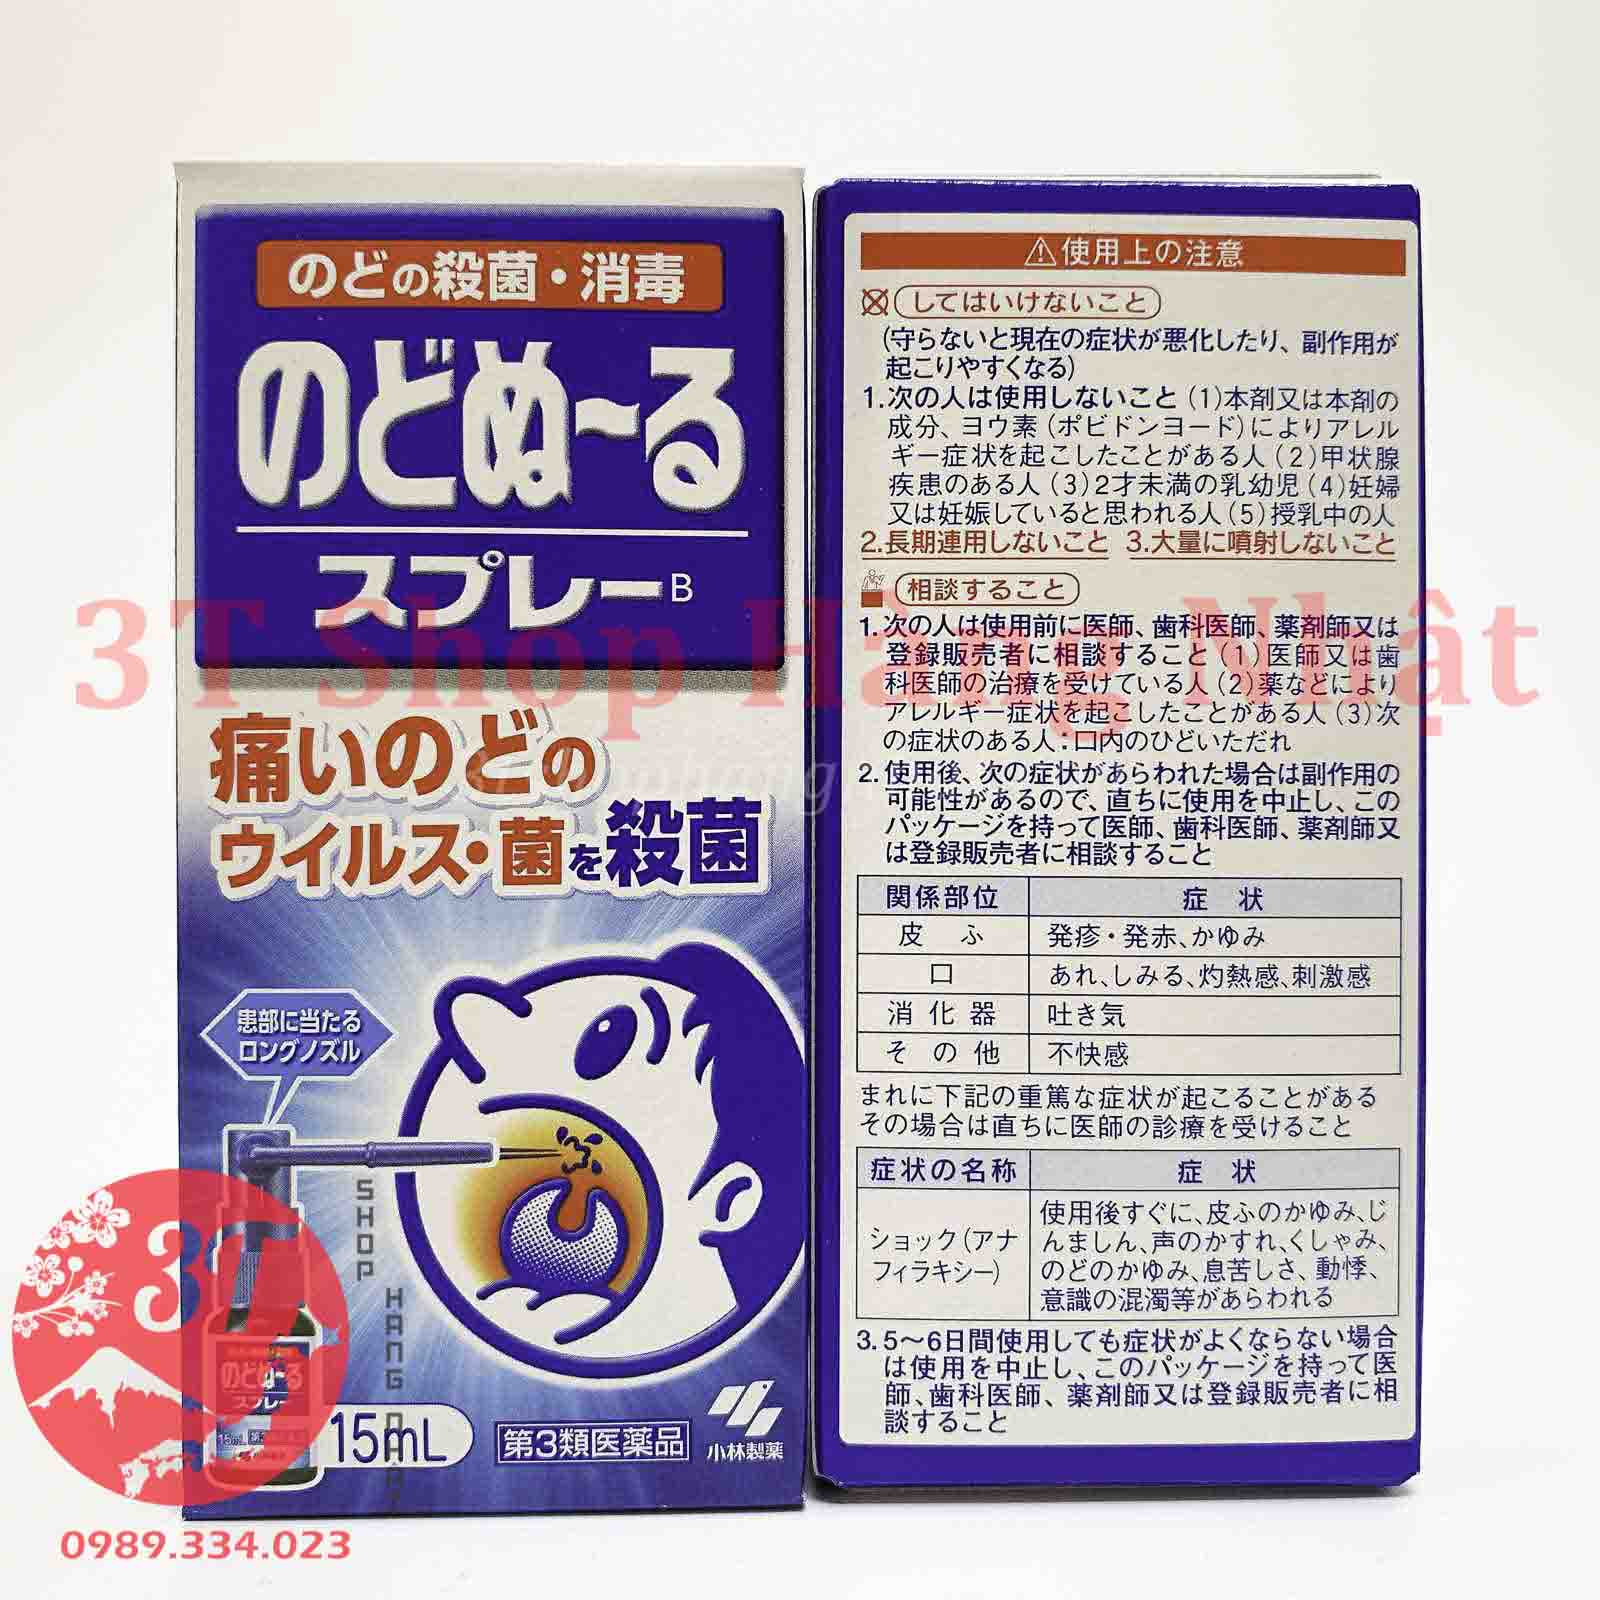 のどの殺菌・消毒
のどぬ～る
スプレーB
痛いのどの
ウイルス・菌を殺菌
患部に当たる
ロングノズル
のどぬ～る
スプレー
15mL
15mL
第3類医薬品
小林製薬
⚠使用上の注意
してはいけないこと
(守らないと現在の症状が悪化したり、副作用が
起こりやすくなる)
1.次の人は使用しないこと(1)本剤又は本剤の
成分、ヨウ素(ポビドンヨード)によりアレル
ギー症状を起こしたことがある人(2)甲状腺
疾患のある人(3)2才未満の乳幼児(4)妊婦
又は妊娠していると思われる人(5)授乳中の人
2.長期連用しないこと 3.大量に噴射しないこと
相談すること
1.次の人は使用前に医師、歯科医師、薬剤師又は
登録販売者に相談すること(1)医師又は歯
科医師の治療を受けている人(2)薬などにより
アレルギー症状を起こしたことがある人(3)次
の症状のある人:口内のひどいただれ
2.使用後、次の症状があらわれた場合は副作用の
可能性があるので、直ちに使用を中止し、この
パッケージを持って医師、歯科医師、薬剤師又
は登録販売者に相談すること
関係部位 症状
皮ふ 発疹・発赤、かゆみ
口 あれ、しみる、灼熱感、刺激感
消化器 吐き気
その他 不快感
まれに下記の重篤な症状が起こることがある
その場合は直ちに医師の診療を受けること
症状の名称 症状
ショック(アナ
フィラキシー)
使用後すぐに、皮ふのかゆみ、じ
んましん、声のかすれ、くしゃみ、
のどのかゆみ、息苦しさ、動悸、
意識の混濁等があらわれる
3.5～6日間使用しても症状がよくならない場合
は使用を中止し、このパッケージを持って医
師、歯科医師、薬剤師又は登録販売者に相
談すること
3T Shop Hàng Nhật
3T
SHOP HANG
0989.334.023